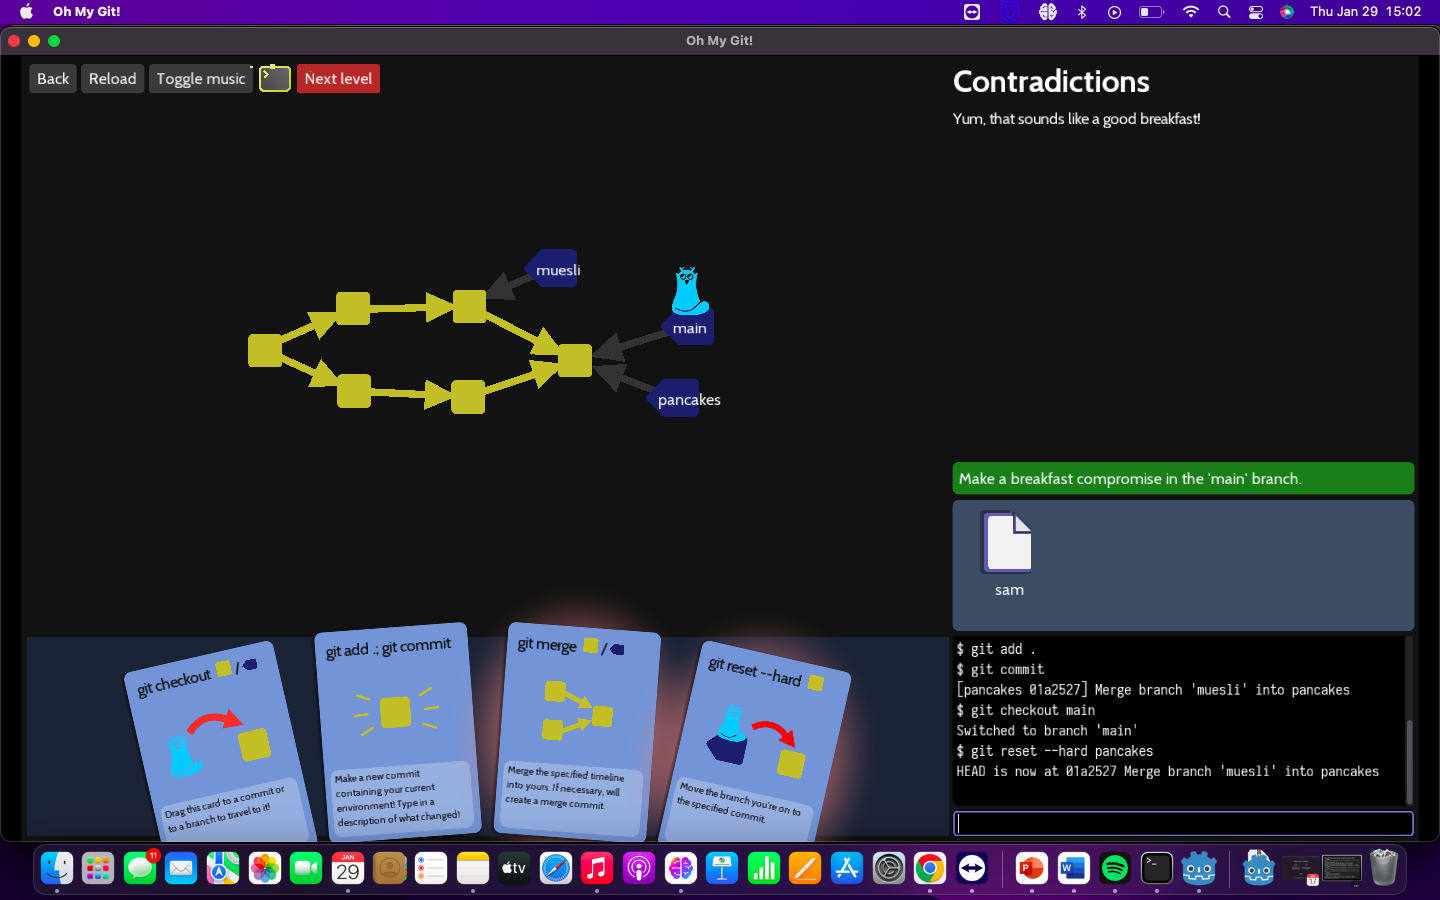 Oh My Git!
Thu Jan 29 15:02
Oh My Git!
Back
Reload
Toggle music
Next level
Contradictions
Yum, that sounds like a good breakfast!
muesli
main
pancakes
Make a breakfast compromise in the 'main' branch.
sam
git checkout /
Drag this card to a commit or
to a branch to travel to it!
git add .; git commit
Make a new commit
containing your current
environment! Type in a
description of what changed!
git merge /
Merge the specified timeline
into yours. If necessary, will
create a merge commit.
git reset --hard
Move the branch you're on to
the specified commit.
$ git add .
$ git commit
[pancakes 01a2527] Merge branch 'muesli' into pancakes
$ git checkout main
Switched to branch 'main'
$ git reset --hard pancakes
HEAD is now at 01a2527 Merge branch 'muesli' into pancakes
11
JAN
29
tv
17